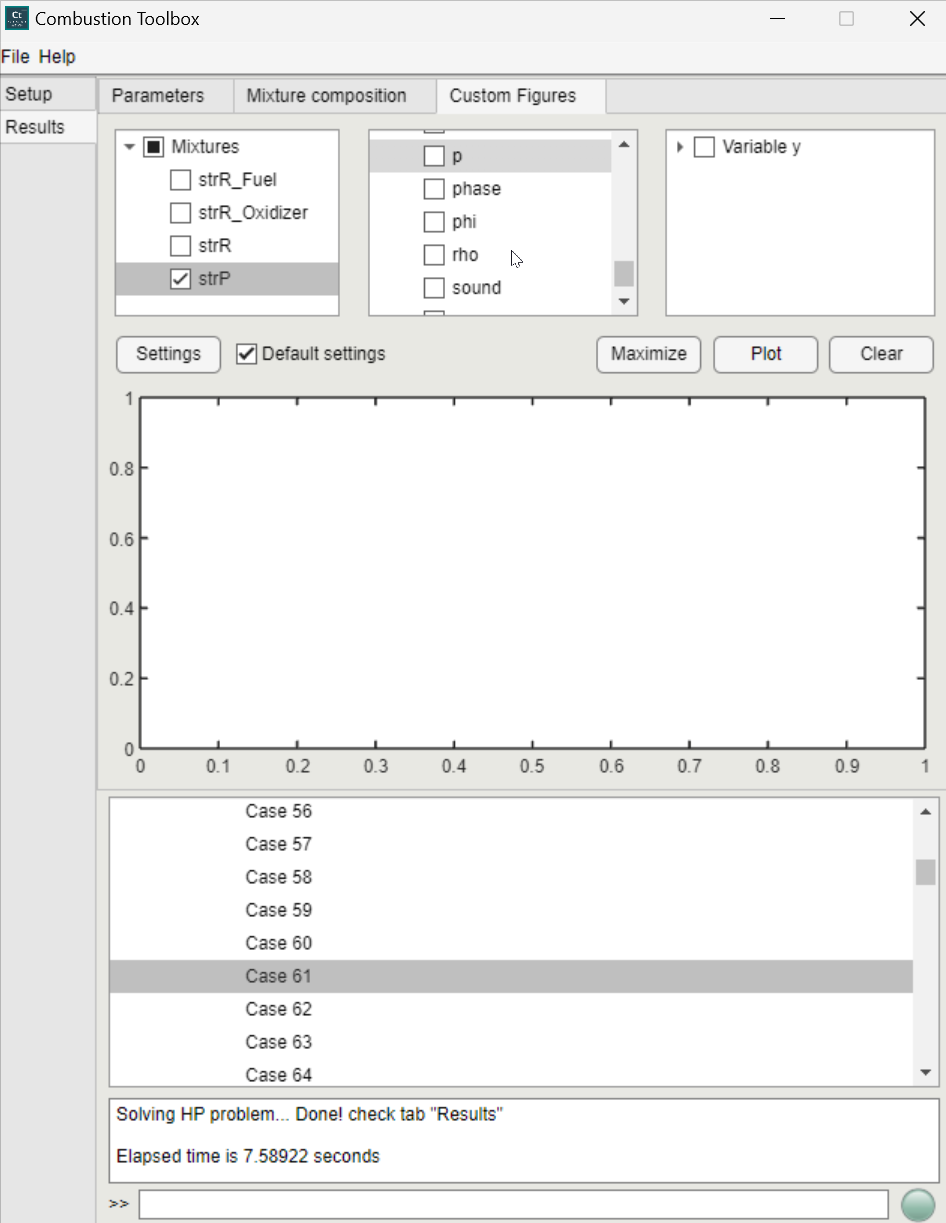 Ct Combustion Toolbox
File Help
Setup
Results
Parameters Mixture composition Custom Figures
Mixtures
strR_Fuel
strR_Oxidizer
strR
strP
p
phase
phi
rho
sound
Variable y
Settings Default settings Maximize Plot Clear
1
0.8
0.6
0.4
0.2
0
0 0.1 0.2 0.3 0.4 0.5 0.6 0.7 0.8 0.9 1
Case 56
Case 57
Case 58
Case 59
Case 60
Case 61
Case 62
Case 63
Case 64
Solving HP problem... Done! check tab "Results"
Elapsed time is 7.58922 seconds
>>